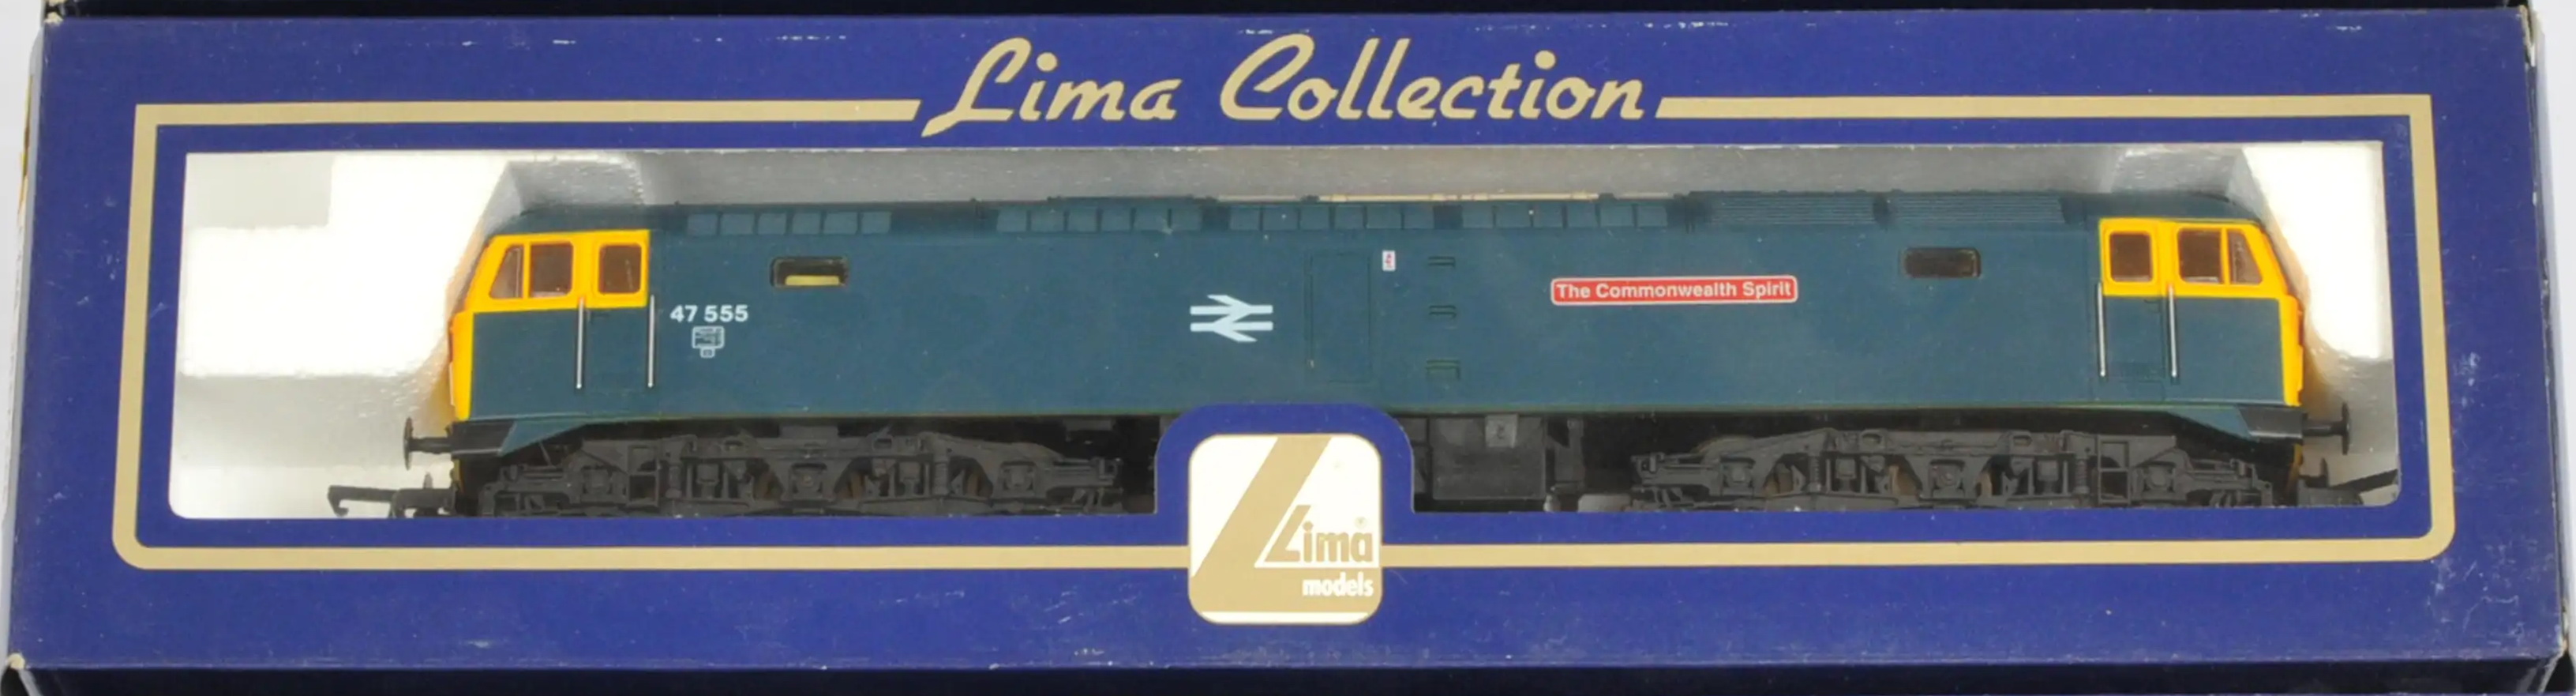 Lima Collection
47 555
The Commonwealth Spirit
Lima®
models